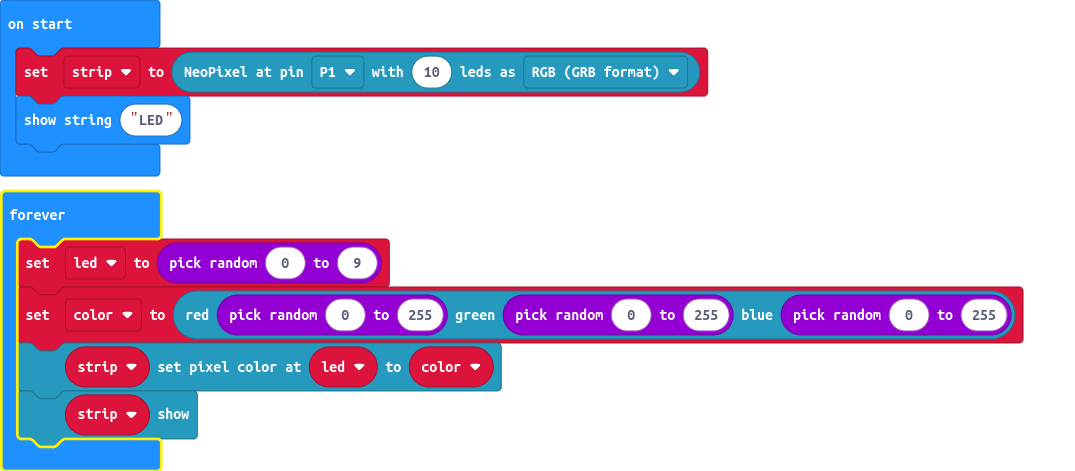 on start
set strip to NeoPixel at pin P1 with 10 leds as RGB (GRB format)
show string "LED"
forever
set led to pick random 0 to 9
set color to red pick random 0 to 255 green pick random 0 to 255 blue pick random 0 to 255
strip set pixel color at led to color
strip show